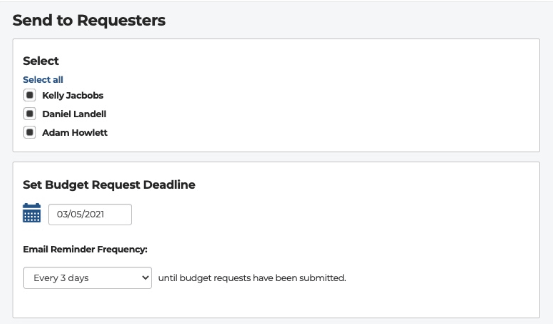 Send to Requesters
Select
Select all
Kelly Jacbobs
Daniel Landell
Adam Howlett
Set Budget Request Deadline
03/05/2021
Email Reminder Frequency:
Every 3 days until budget requests have been submitted.